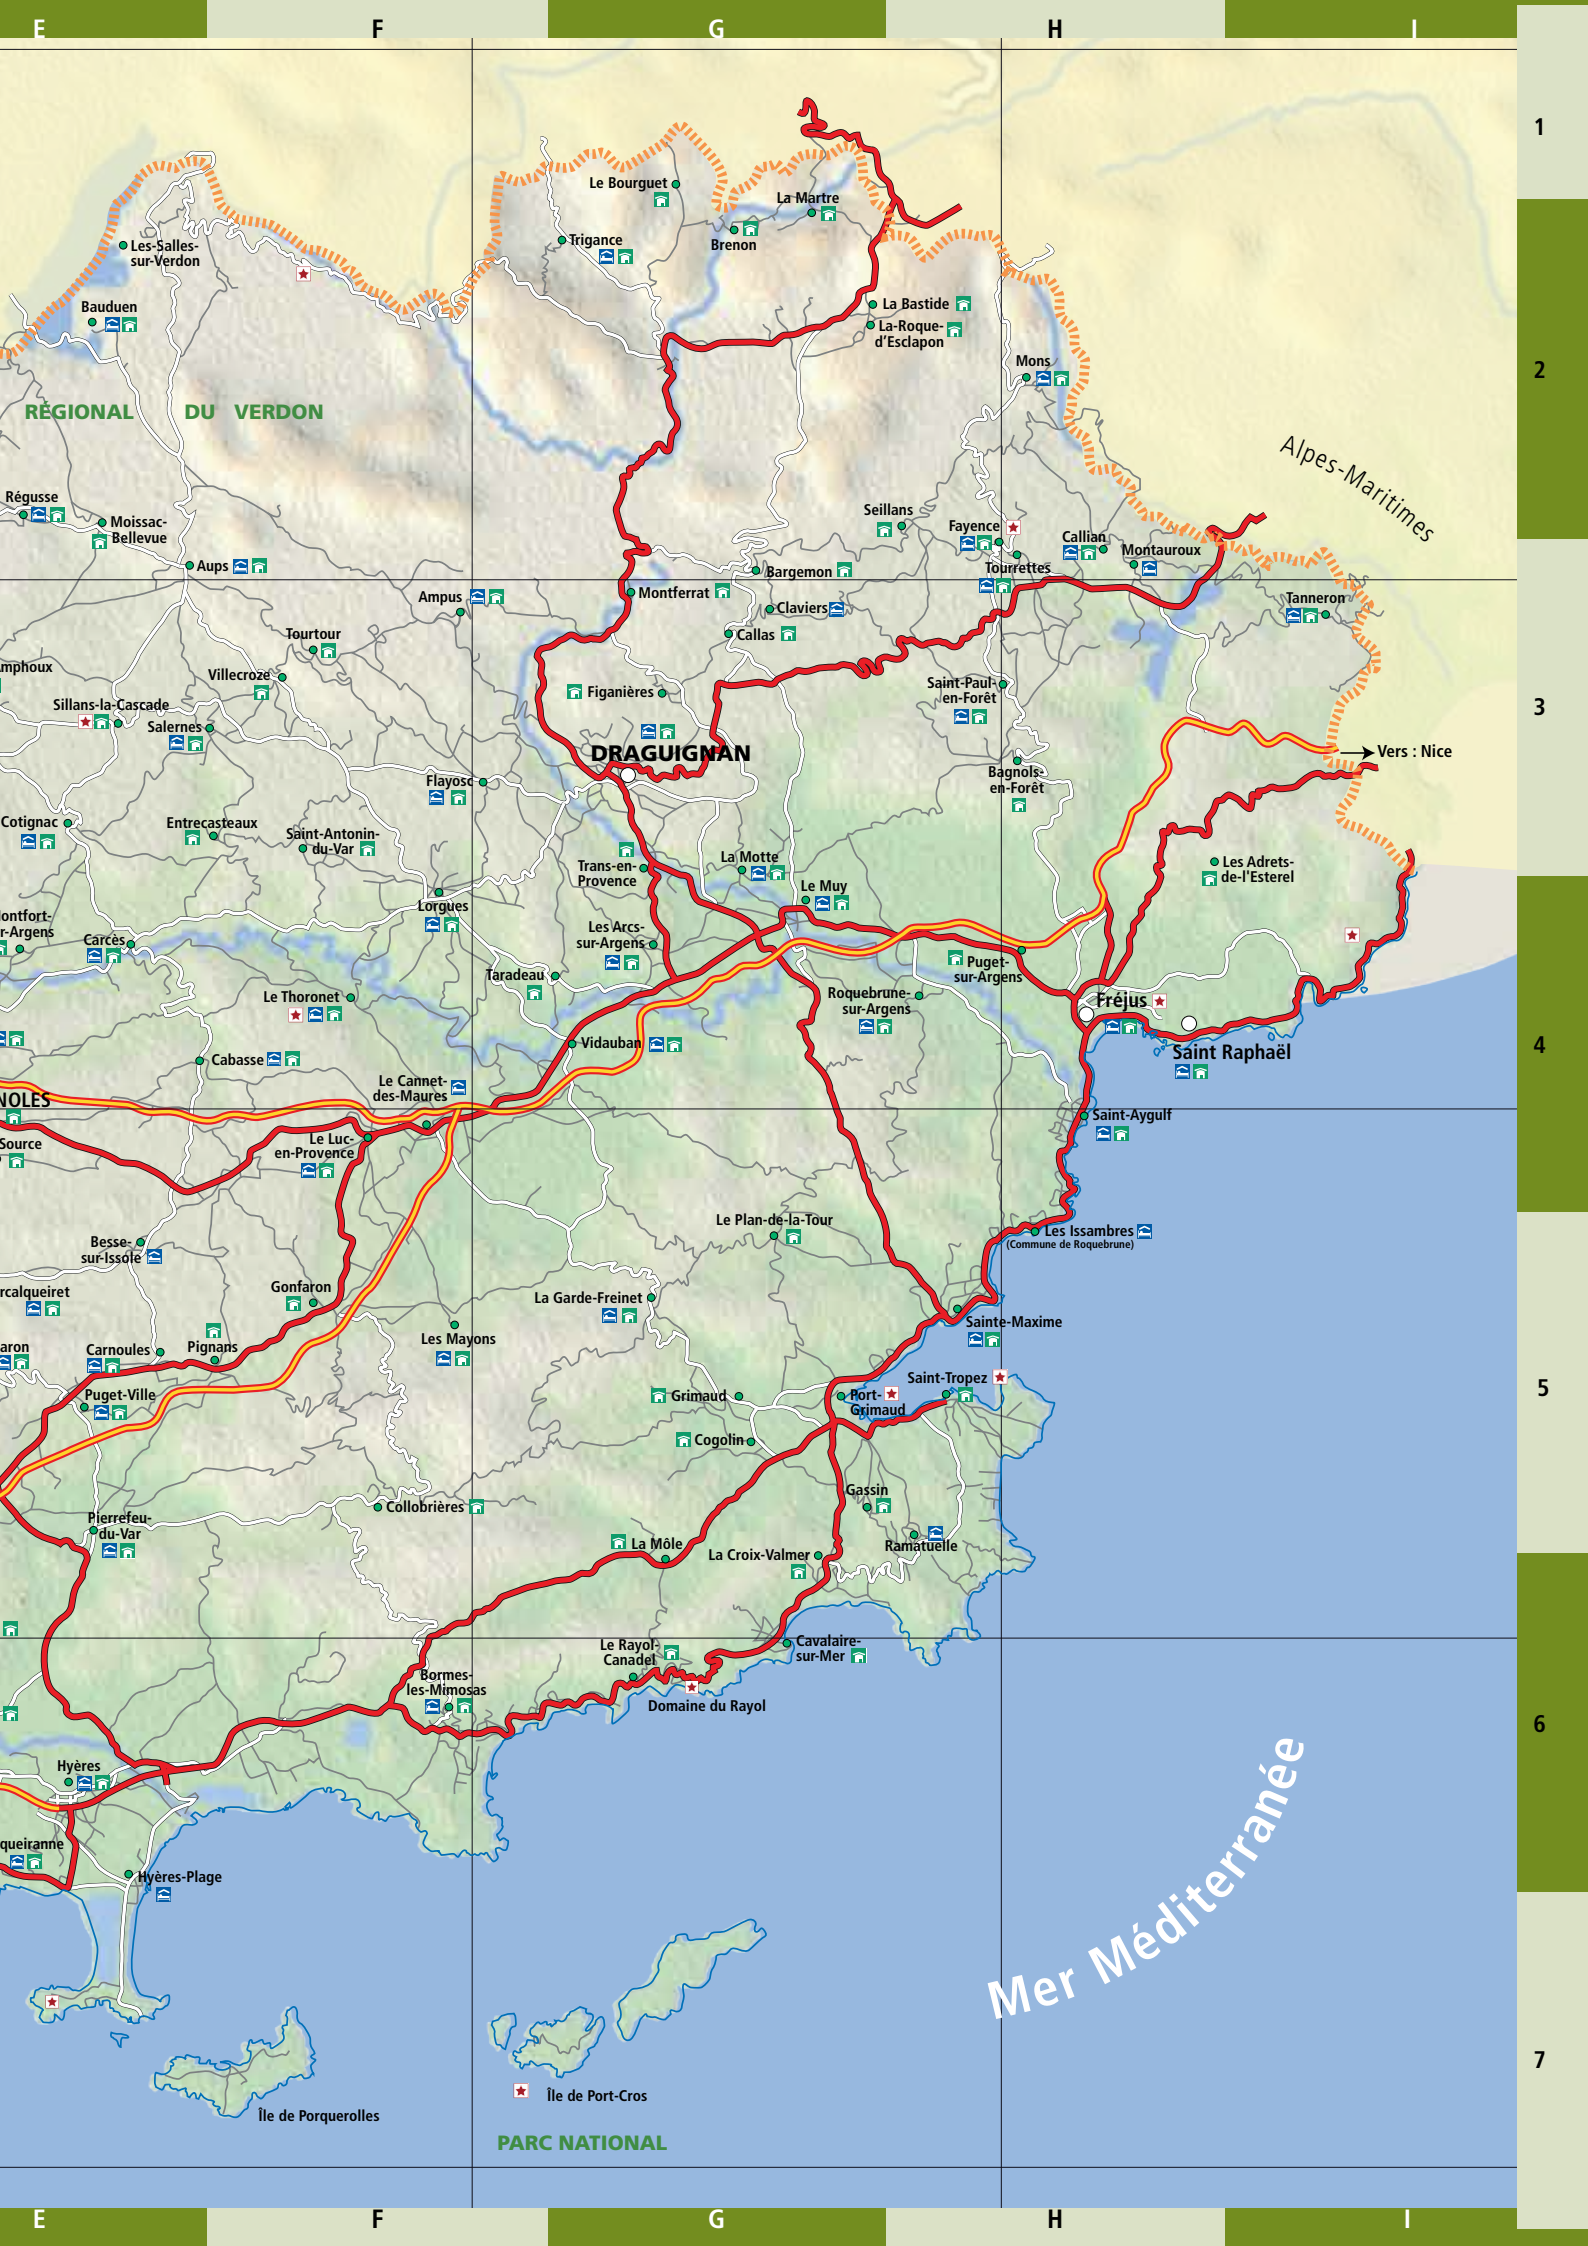 E F G H I
1
Le Bourguet
La Martre
Trigance
Brenon
Les-Salles-
sur-Verdon
Bauduen
La Bastide
La-Roque-
d'Esclapon
Mons
2
RÉGIONAL DU VERDON
Alpes-Maritimes
Régusse
Moissac-
Bellevue
Seillans
Fayence
Callian
Montauroux
Tourrettes
Aups
Bargemon
Montferrat
Ampus
Claviers
Tanneron
Callas
Tourtour
mphoux
Villecroze
Figanières
Saint-Paul-
en-Forêt
Sillans-la-Cascade
Salernes
3
DRAGUIGNAN
Vers : Nice
Flayosc
Bagnols-
en-Forêt
Cotignac
Entrecasteaux
Saint-Antonin-
du-Var
Trans-en-
Provence
La Motte
Les Adrets-
de-l'Esterel
Le Muy
Lorgues
ontfort-
r-Argens
Carcès
Les Arcs-
sur-Argens
Puget-
sur-Argens
Taradeau
Le Thoronet
Roquebrune-
sur-Argens
Fréjus
Vidauban
Cabasse
Saint Raphaël
4
Le Cannet-
des-Maures
NOLES
Saint-Aygulf
Source
Le Luc-
en-Provence
Le Plan-de-la-Tour
Les Issambres
(Commune de Roquebrune)
Besse-
sur-Issole
rcalqueiret
Gonfaron
La Garde-Freinet
Sainte-Maxime
Les Mayons
aron
Carnoules
Pignans
Saint-Tropez
5
Puget-Ville
Grimaud
Port-
Grimaud
Cogolin
Gassin
Collobrières
Pierrefeu-
du-Var
La Môle
La Croix-Valmer
Ramatuelle
Le Rayol-
Canadel
Cavalaire-
sur-Mer
Bormes-
les-Mimosas
Domaine du Rayol
6
Hyères
queiranne
Hyères-Plage
Mer Méditerranée
7
Île de Port-Cros
Île de Porquerolles
PARC NATIONAL
E F G H I